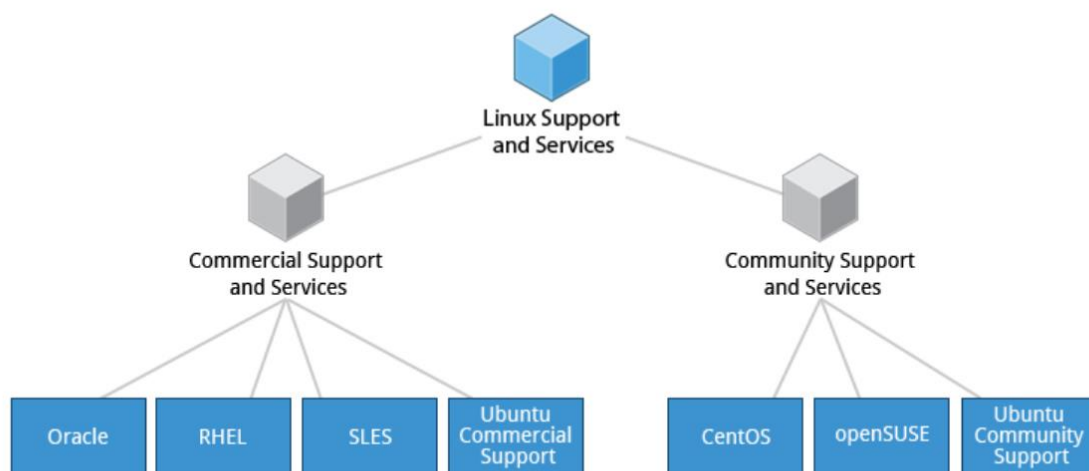 Linux Support
and Services
Commercial Support
and Services
Community Support
and Services
Oracle
RHEL
SLES
Ubuntu
Commercial
Support
CentOS
openSUSE
Ubuntu
Community
Support